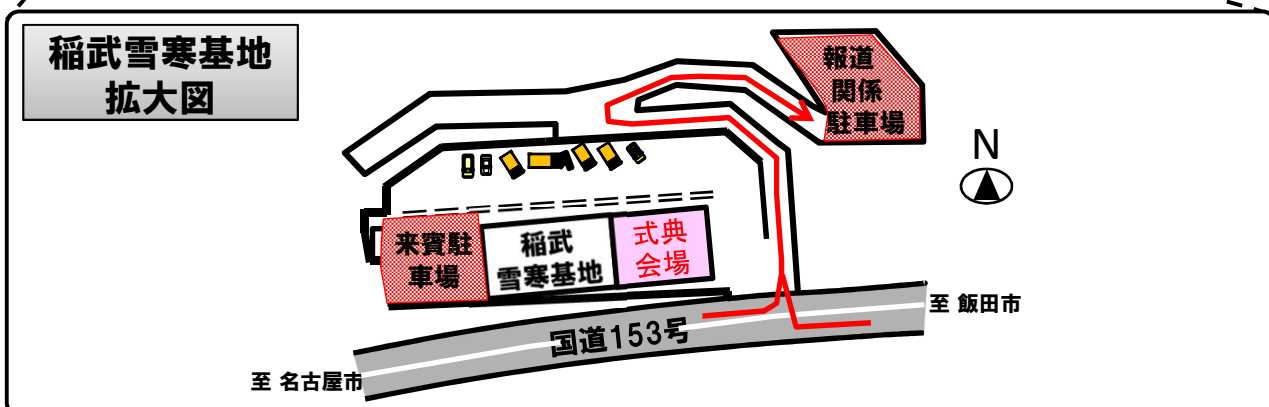 稲武雪寒基地
拡大図
報道
関係
駐車場
N
来賓駐
車場
稲武
雪寒基地
式典
会場
至 飯田市
国道153号
至 名古屋市